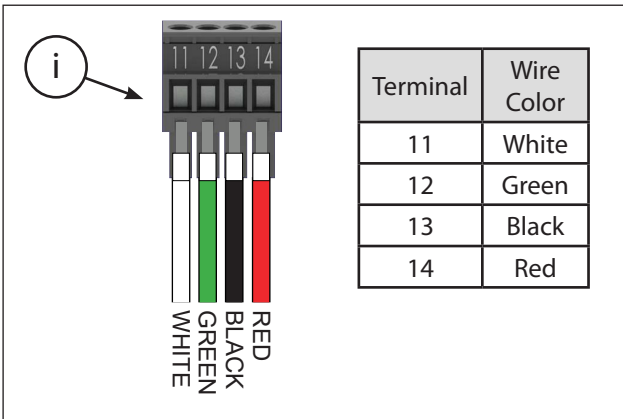 i
11 12 13 14
WHITE
GREEN
BLACK
RED
Terminal Wire Color
11 White
12 Green
13 Black
14 Red